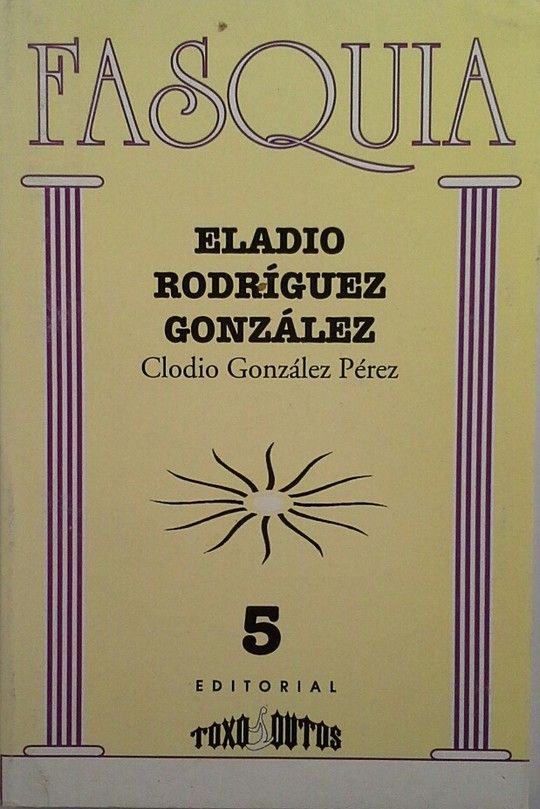 FASQUIA
ELADIO
RODRÍGUEZ
GONZÁLEZ
Clodio González Pérez
5
EDITORIAL
TOXOSOUTOS